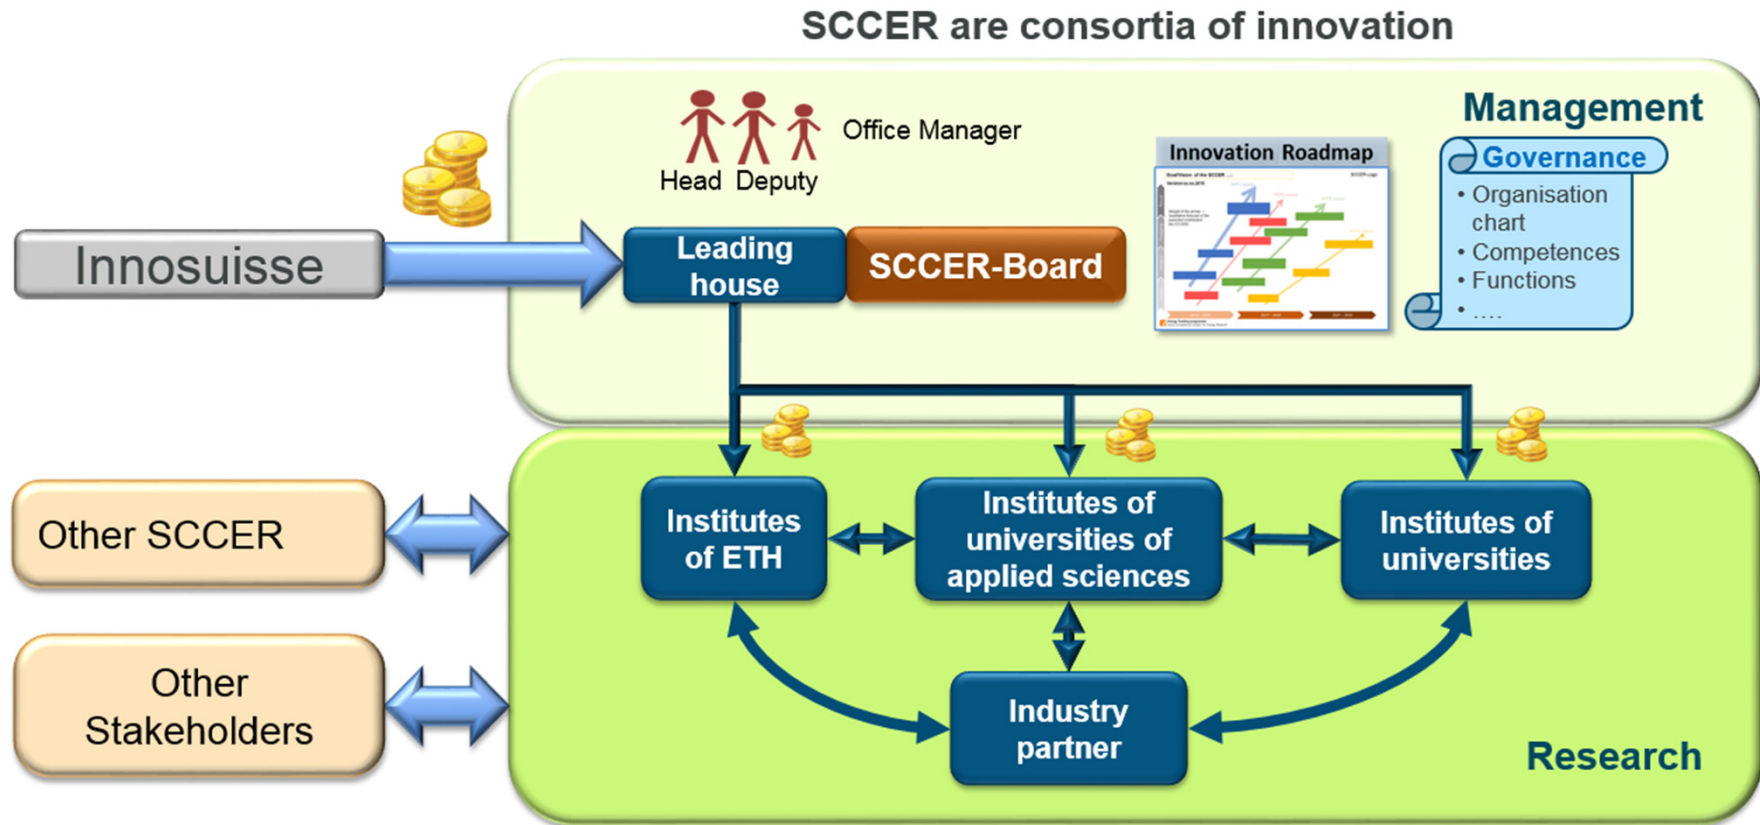 SCCER are consortia of innovation
Management
Office Manager
Head Deputy
Innovation Roadmap
Governance
• Organisation
chart
• Competences
• Functions
• ....
Innosuisse
Leading
house
SCCER-Board
Other SCCER
Institutes
of ETH
Institutes of
universities of
applied sciences
Institutes of
universities
Other
Stakeholders
Industry
partner
Research